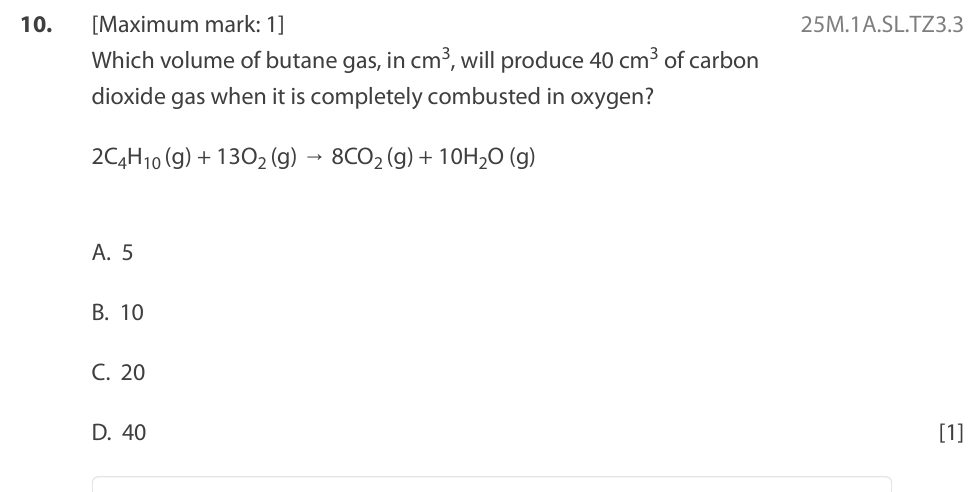 10. [Maximum mark: 1] 25M.1A.SL.TZ3.3
Which volume of butane gas, in cm³, will produce 40 cm³ of carbon
dioxide gas when it is completely combusted in oxygen?
2C₄H₁₀ (g) + 13O₂ (g) → 8CO₂ (g) + 10H₂O (g)
A. 5
B. 10
C. 20
D. 40 [1]